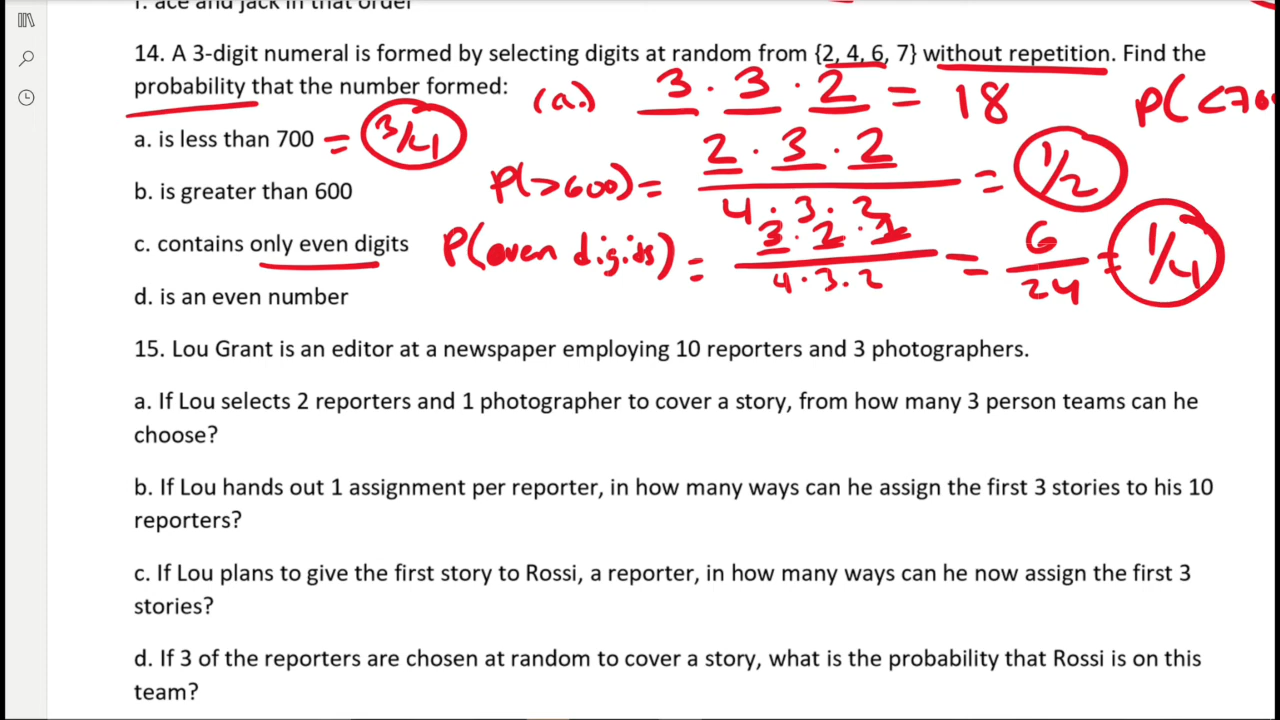 f. ace and jack in that order
14. A 3-digit numeral is formed by selecting digits at random from {2, 4, 6, 7} without repetition. Find the
probability that the number formed:
(a.) 3 · 3 · 2 = 18
P(<700
a. is less than 700 = 3/4
P(>600) = 2 · 3 · 2 / 4 · 3 · 2 = 1/2
b. is greater than 600
c. contains only even digits
P(even digits) = 3 · 2 · 1 / 4 · 3 · 2 = 6/24 = 1/4
d. is an even number
15. Lou Grant is an editor at a newspaper employing 10 reporters and 3 photographers.
a. If Lou selects 2 reporters and 1 photographer to cover a story, from how many 3 person teams can he
choose?
b. If Lou hands out 1 assignment per reporter, in how many ways can he assign the first 3 stories to his 10
reporters?
c. If Lou plans to give the first story to Rossi, a reporter, in how many ways can he now assign the first 3
stories?
d. If 3 of the reporters are chosen at random to cover a story, what is the probability that Rossi is on this
team?